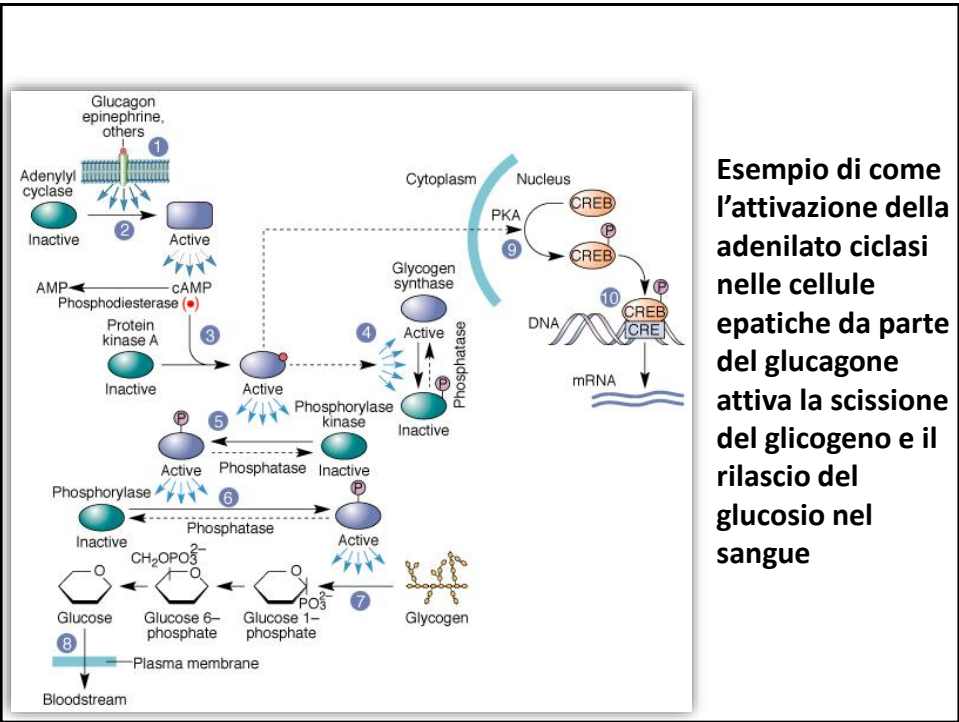 Glucagon
epinephrine,
others
1
Adenylyl
cyclase
Inactive
2
Active
AMP
cAMP
Phosphodiesterase
Protein
kinase A
Inactive
3
Active
4
Glycogen
synthase
Active
Phosphatase
P
Inactive
Cytoplasm
Nucleus
PKA
CREB
9
P
CREB
10
P
CREB
CRE
DNA
mRNA
P
5
Phosphorylase
kinase
Active
Phosphatase
Inactive
Phosphorylase
6
P
Phosphatase
Inactive
Active
CH₂OPO₃²⁻
PO₃²⁻
7
Glucose
Glucose 6–
phosphate
Glucose 1–
phosphate
Glycogen
8
Plasma membrane
Bloodstream
Esempio di come
l’attivazione della
adenilato ciclasi
nelle cellule
epatiche da parte
del glucagone
attiva la scissione
del glicogeno e il
rilascio del
glucosio nel
sangue